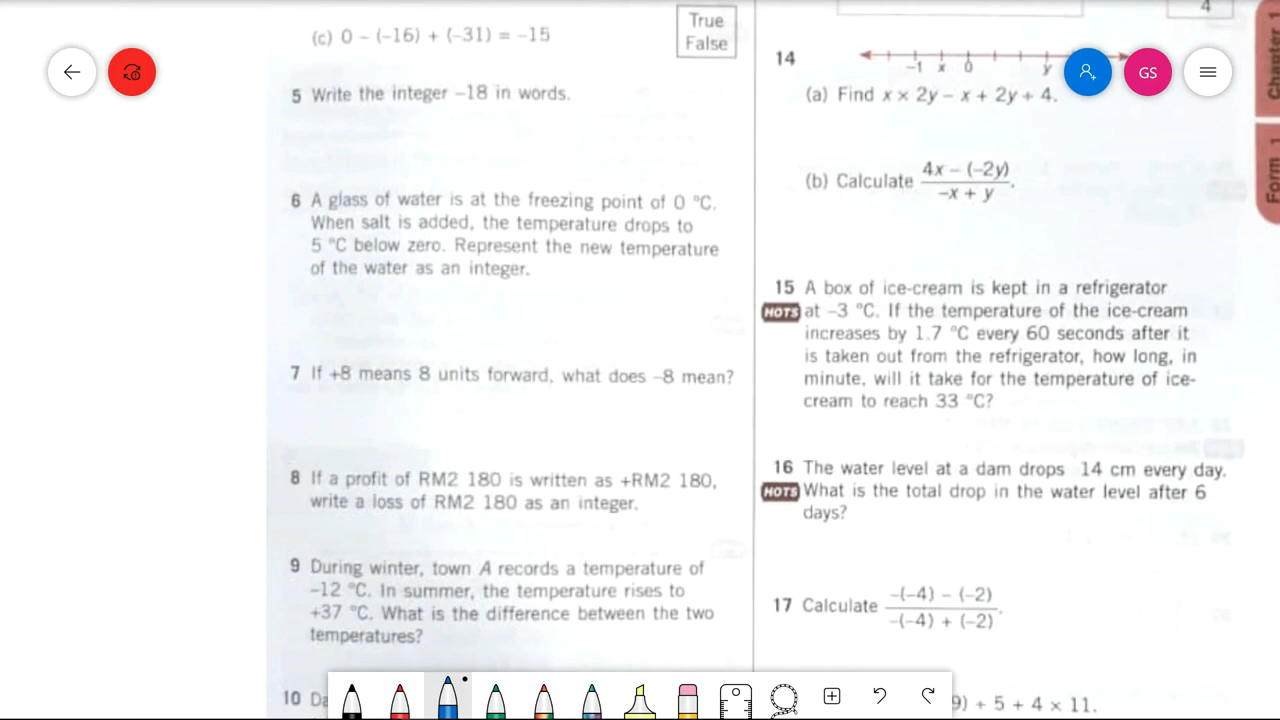 (c) 0 – (–16) + (–31) = –15
True
False
5 Write the integer –18 in words.
6 A glass of water is at the freezing point of 0 °C.
When salt is added, the temperature drops to
5 °C below zero. Represent the new temperature
of the water as an integer.
7 If +8 means 8 units forward, what does –8 mean?
8 If a profit of RM2 180 is written as +RM2 180,
write a loss of RM2 180 as an integer.
9 During winter, town A records a temperature of
–12 °C. In summer, the temperature rises to
+37 °C. What is the difference between the two
temperatures?
10 Da
4
14
–1 x 0 y
(a) Find x × 2y – x + 2y + 4.
(b) Calculate 4x – (–2y)
–x + y .
15 A box of ice-cream is kept in a refrigerator
HOTS at –3 °C. If the temperature of the ice-cream
increases by 1.7 °C every 60 seconds after it
is taken out from the refrigerator, how long, in
minute, will it take for the temperature of ice-
cream to reach 33 °C?
16 The water level at a dam drops 14 cm every day.
HOTS What is the total drop in the water level after 6
days?
17 Calculate –(–4) – (–2)
–(–4) + (–2) .
9) + 5 + 4 × 11.
GS
Chapter 1
Form 1